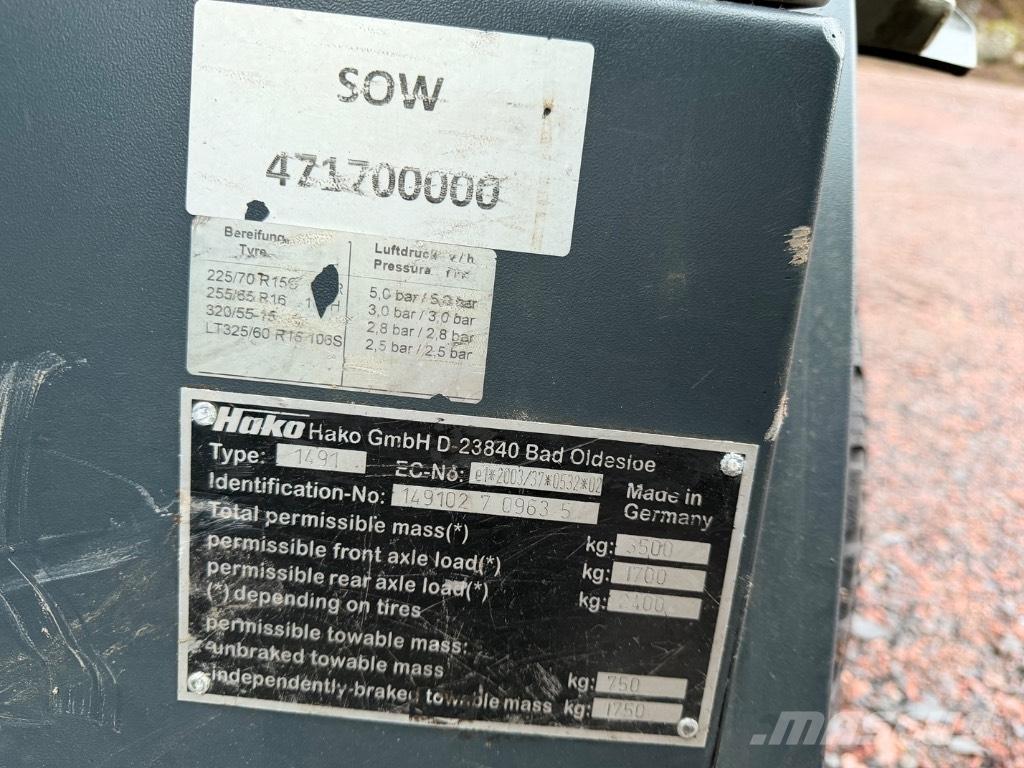 SOW
471700000
Bereifung
Tyre
Luftdruck v/h
Pressure f/r
225/70 R15C
255/65 R16 H
320/55-15
LT325/60 R15 106S
5,0 bar / 5,0 bar
3,0 bar / 3,0 bar
2,8 bar / 2,8 bar
2,5 bar / 2,5 bar
Hako Hako GmbH D-23840 Bad Oldesloe
Type: 1491 EC-No: e1*2003/37*0532*02
Identification-No: 149102 7 0963 5
Made in
Germany
Total permissible mass(*) kg: 3500
permissible front axle load(*) kg: 1700
permissible rear axle load(*) kg: 2400
(*) depending on tires
permissible towable mass:
-unbraked towable mass kg: 750
-independently-braked towable mass kg: 1750